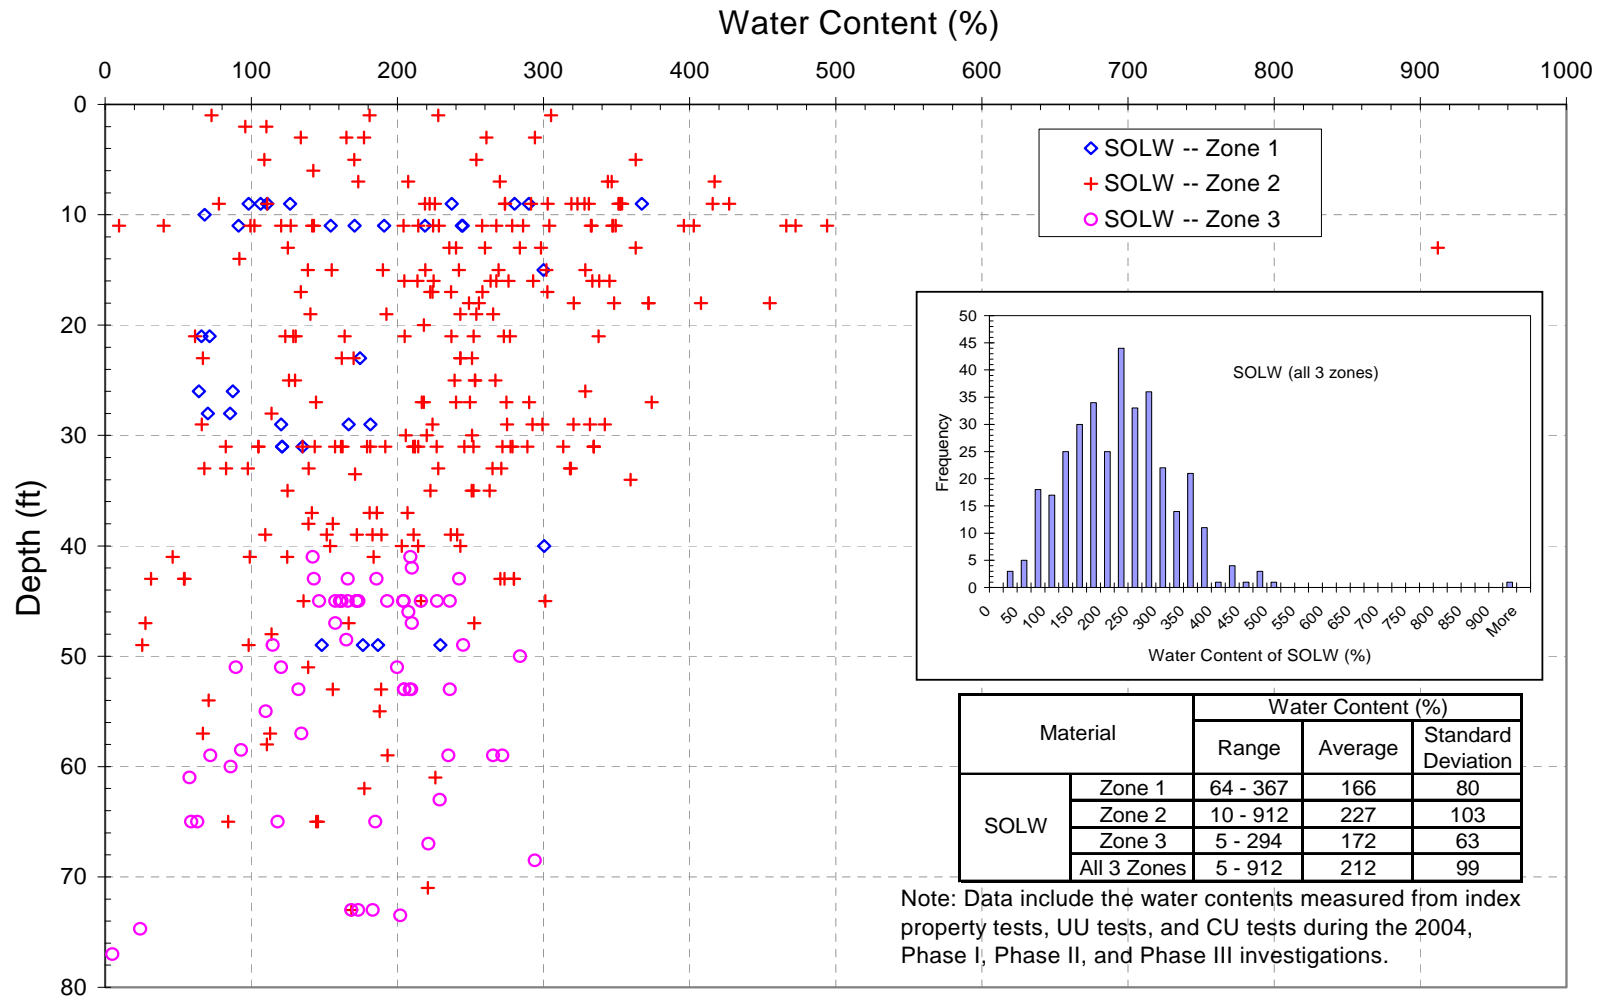 Water Content (%)
0 100 200 300 400 500 600 700 800 900 1000
0
10
20
30
40
50
60
70
80
Depth (ft)
SOLW -- Zone 1
SOLW -- Zone 2
SOLW -- Zone 3
50
45
40
35
30
25
20
15
10
5
0
Frequency
SOLW (all 3 zones)
0 50 100 150 200 250 300 350 400 450 500 550 600 650 700 750 800 850 900 More
Water Content of SOLW (%)
Material
Water Content (%)
Range Average Standard Deviation
SOLW
Zone 1 64 - 367 166 80
Zone 2 10 - 912 227 103
Zone 3 5 - 294 172 63
All 3 Zones 5 - 912 212 99
Note: Data include the water contents measured from index
property tests, UU tests, and CU tests during the 2004,
Phase I, Phase II, and Phase III investigations.